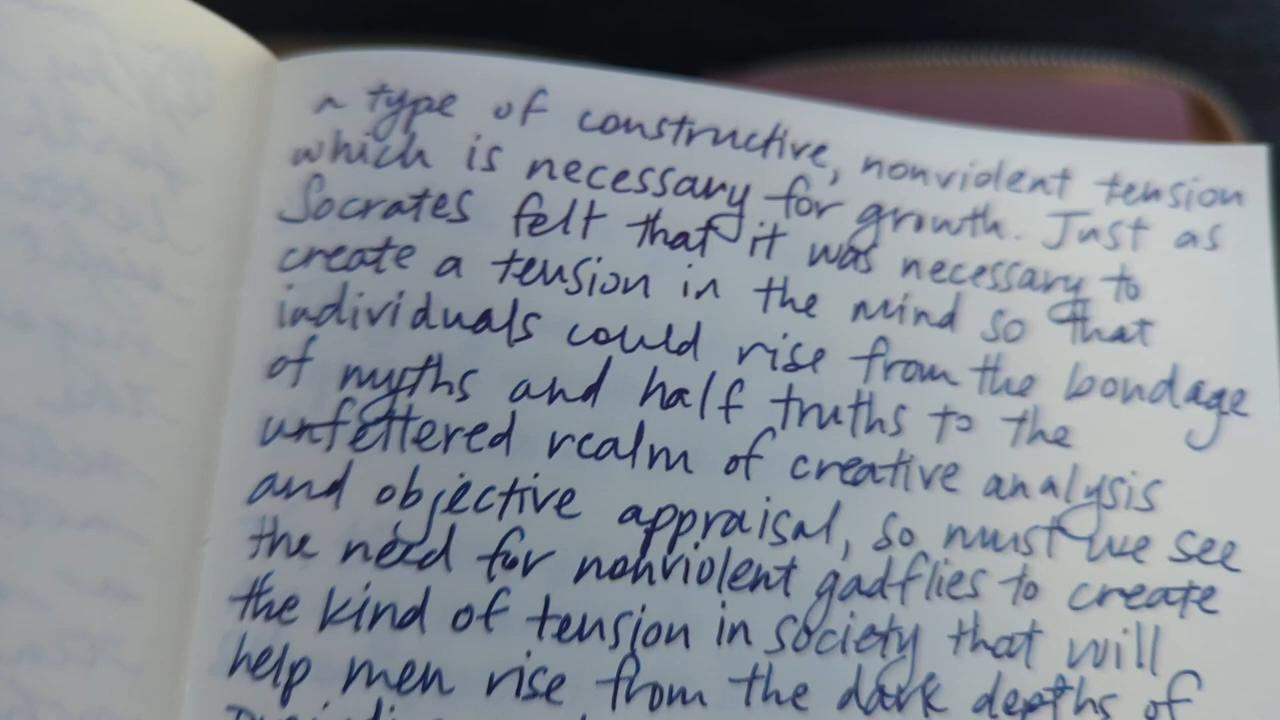 a type of constructive, nonviolent tension
which is necessary for growth. Just as
Socrates felt that it was necessary to
create a tension in the mind so that
individuals could rise from the bondage
of myths and half truths to the
unfettered realm of creative analysis
and objective appraisal, so must we see
the need for nonviolent gadflies to create
the kind of tension in society that will
help men rise from the dark depths of